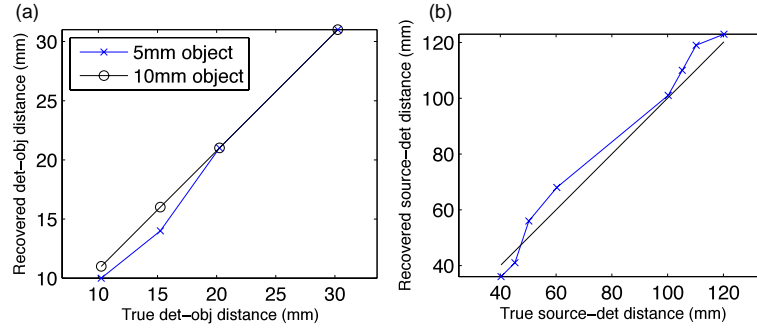 (a)
Recovered det-obj distance (mm)
30
25
20
15
10
5mm object
10mm object
10
15
20
25
30
True det-obj distance (mm)
(b)
Recovered source-det distance (mm)
120
100
80
60
40
40
60
80
100
120
True source-det distance (mm)